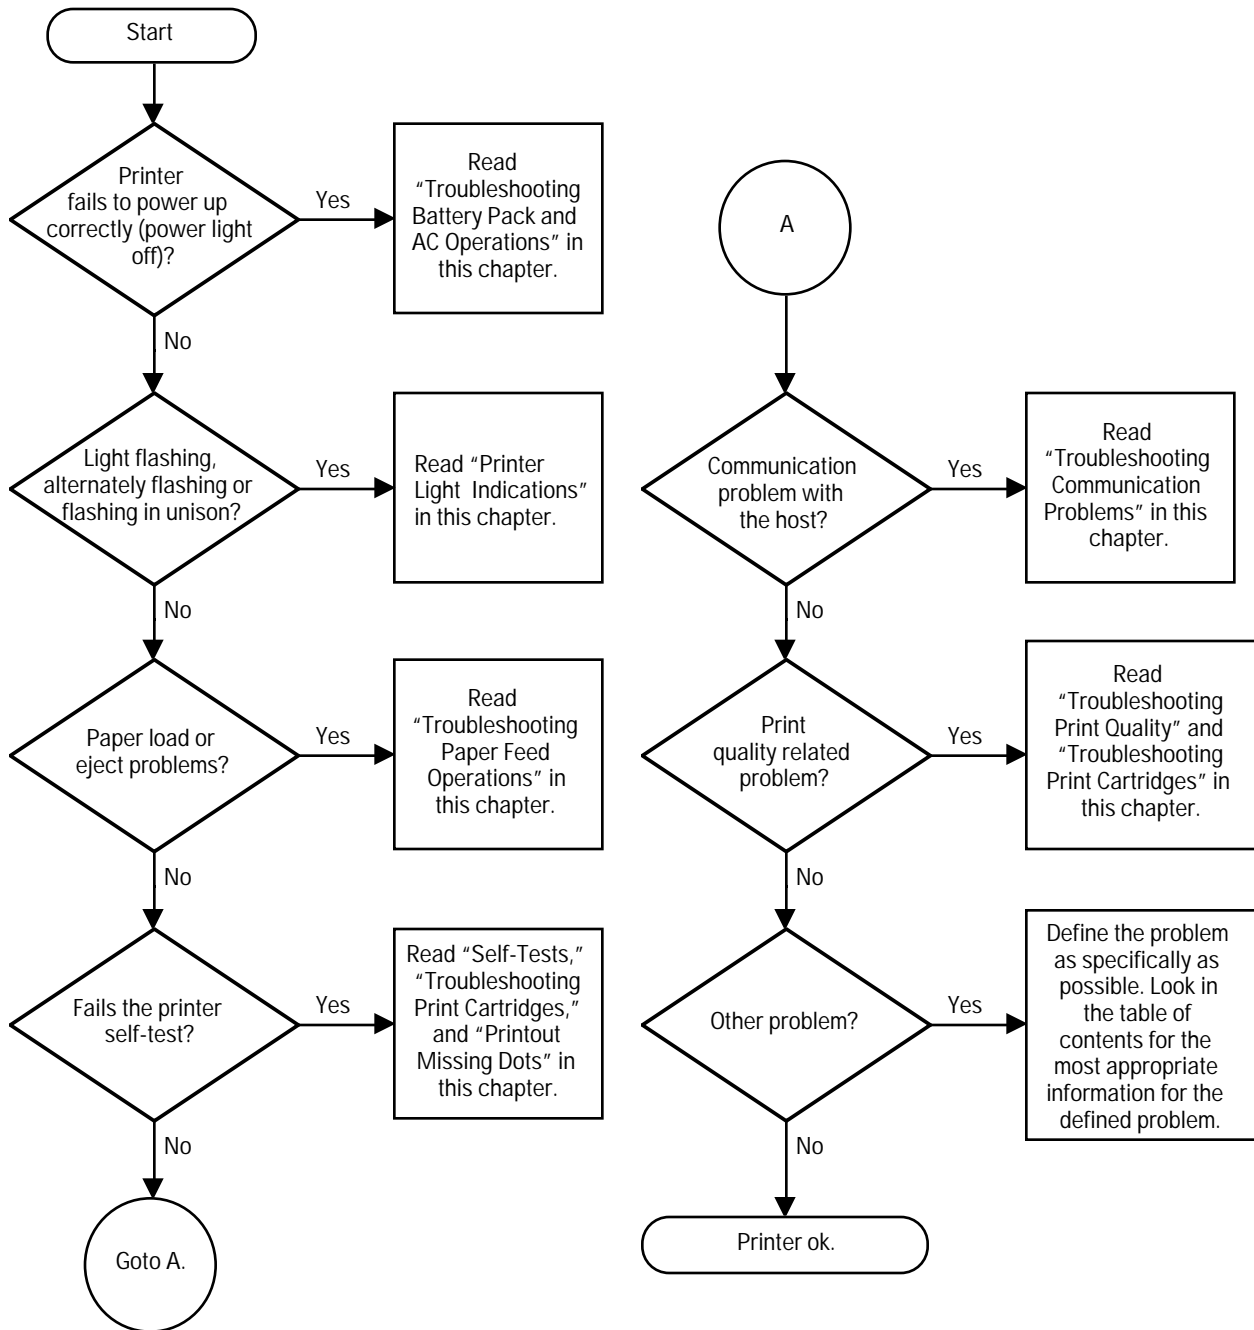 Start
Printer
fails to power up
correctly (power light
off)?
Yes
Read
“Troubleshooting
Battery Pack and
AC Operations” in
this chapter.
No
Light flashing,
alternately flashing or
flashing in unison?
Yes
Read “Printer
Light Indications”
in this chapter.
No
Paper load or
eject problems?
Yes
Read
“Troubleshooting
Paper Feed
Operations” in
this chapter.
No
Fails the printer
self-test?
Yes
Read “Self-Tests,”
“Troubleshooting
Print Cartridges,”
and “Printout
Missing Dots” in
this chapter.
No
Goto A.
A
Communication
problem with
the host?
Yes
Read
“Troubleshooting
Communication
Problems” in this
chapter.
No
Print
quality related
problem?
Yes
Read
“Troubleshooting
Print Quality” and
“Troubleshooting
Print Cartridges” in
this chapter.
No
Other problem?
Yes
Define the problem
as specifically as
possible. Look in
the table of
contents for the
most appropriate
information for the
defined problem.
No
Printer ok.